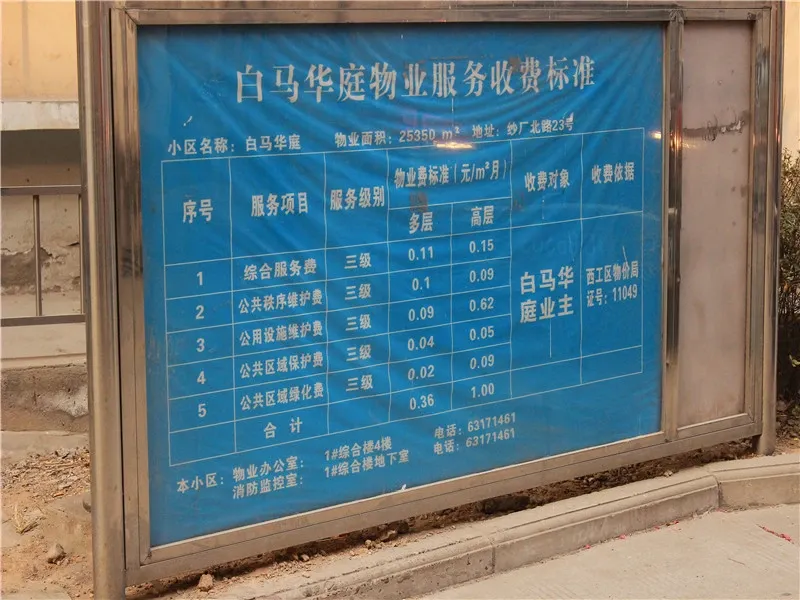 白马华庭物业服务收费标准
小区名称：白马华庭 物业面积：25350 m² 地址：纱厂北路23号
序号 服务项目 服务级别 物业费标准（元/m²月） 收费对象 收费依据
多层 高层
1 综合服务费 三级 0.11 0.15
2 公共秩序维护费 三级 0.1 0.09
3 公用设施维护费 三级 0.09 0.62
4 公共区域保护费 三级 0.04 0.05
5 公共区域绿化费 三级 0.02 0.09
合计 0.36 1.00
白马华
庭业主
西工区物价局
证号：11049
本小区：物业办公室： 1#综合楼4楼 电话：63171461
消防监控室： 1#综合楼地下室 电话：63171461